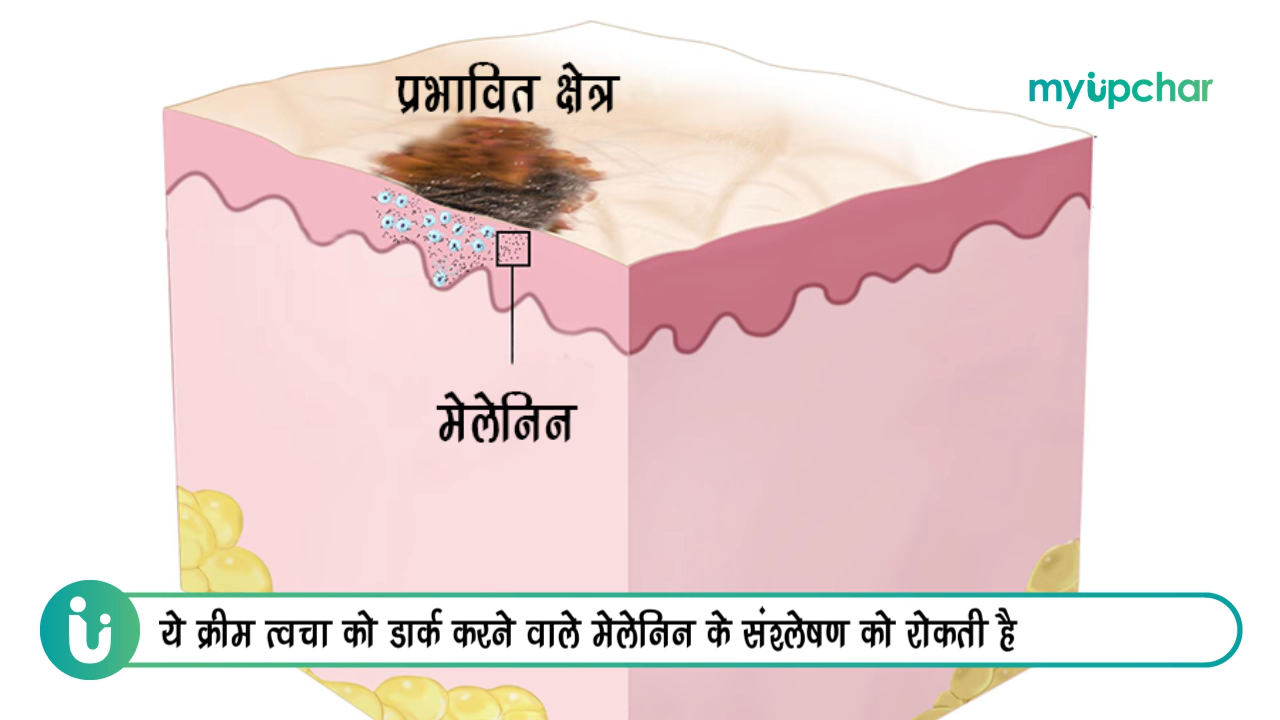 प्रभावित क्षेत्र
myupchar
मेलेनिन
ये क्रीम त्वचा को डार्क करने वाले मेलेनिन के संश्लेषण को रोकती है